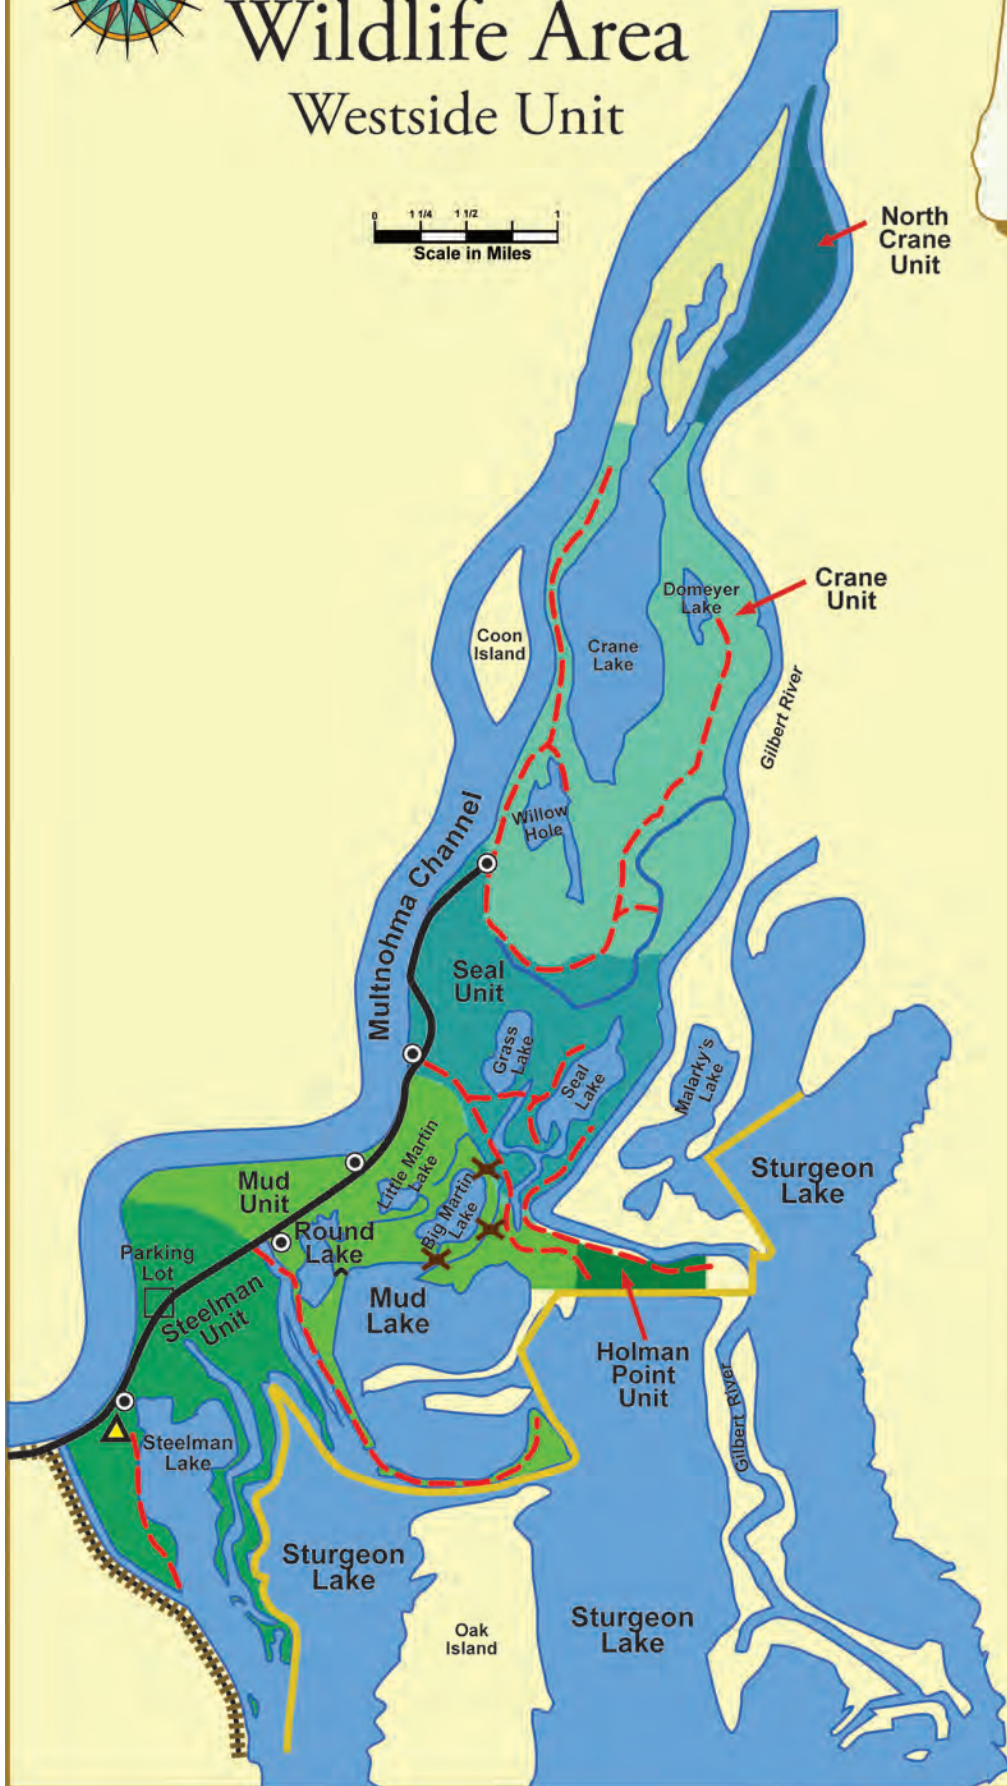 Wildlife Area
Westside Unit
0
1 1/4
1 1/2
1
Scale in Miles
North
Crane
Unit
Crane
Unit
Domeyer
Lake
Coon
Island
Crane
Lake
Gilbert River
Willow
Hole
Multnohma Channel
Seal
Unit
Grass
Lake
Seal
Lake
Malarky's
Lake
Little Martin
Lake
Mud
Unit
Big Martin
Lake
Sturgeon
Lake
Round
Lake
Parking
Lot
Steelman
Unit
Mud
Lake
Holman
Point
Unit
Gilbert River
Steelman
Lake
Sturgeon
Lake
Oak
Island
Sturgeon
Lake